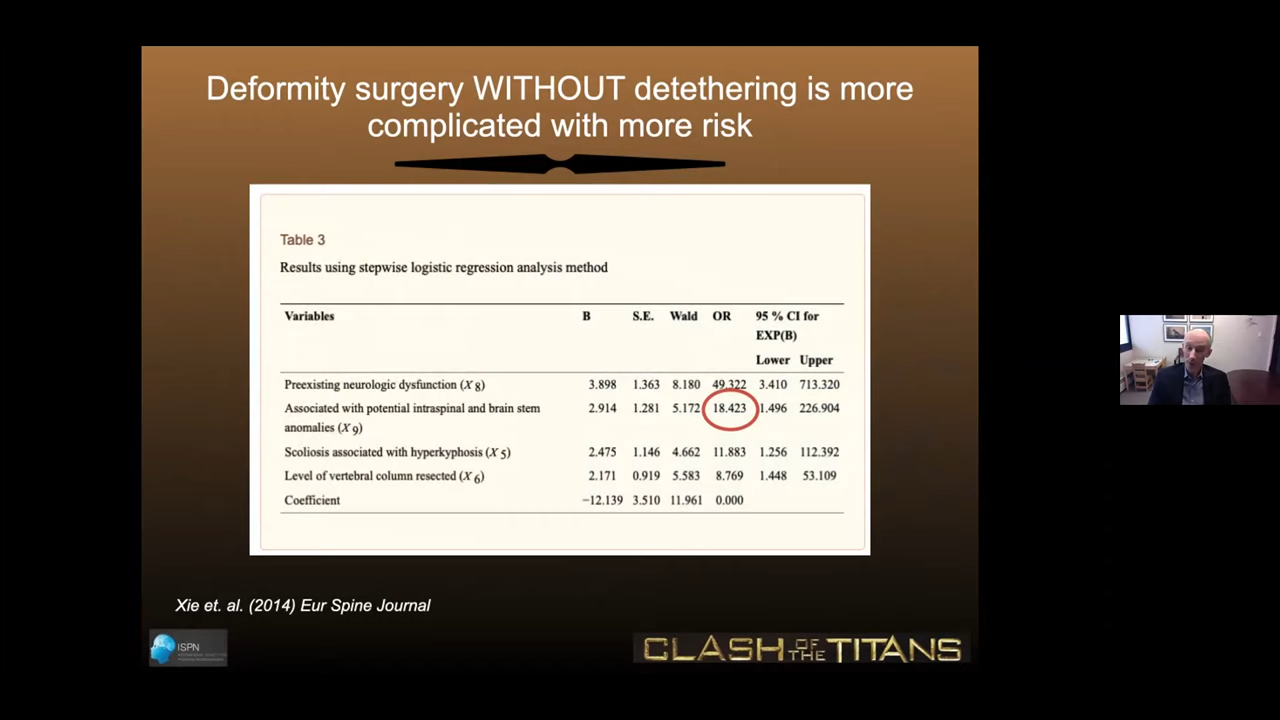 Deformity surgery WITHOUT detethering is more
complicated with more risk
Table 3
Results using stepwise logistic regression analysis method
Variables B S.E. Wald OR 95 % CI for
EXP(B)
Lower Upper
Preexisting neurologic dysfunction (X 8) 3.898 1.363 8.180 49.322 3.410 713.320
Associated with potential intraspinal and brain stem 2.914 1.281 5.172 18.423 1.496 226.904
anomalies (X 9)
Scoliosis associated with hyperkyphosis (X 5) 2.475 1.146 4.662 11.883 1.256 112.392
Level of vertebral column resected (X 6) 2.171 0.919 5.583 8.769 1.448 53.109
Coefficient −12.139 3.510 11.961 0.000
Xie et. al. (2014) Eur Spine Journal
ISPN
CLASH OF THE TITANS